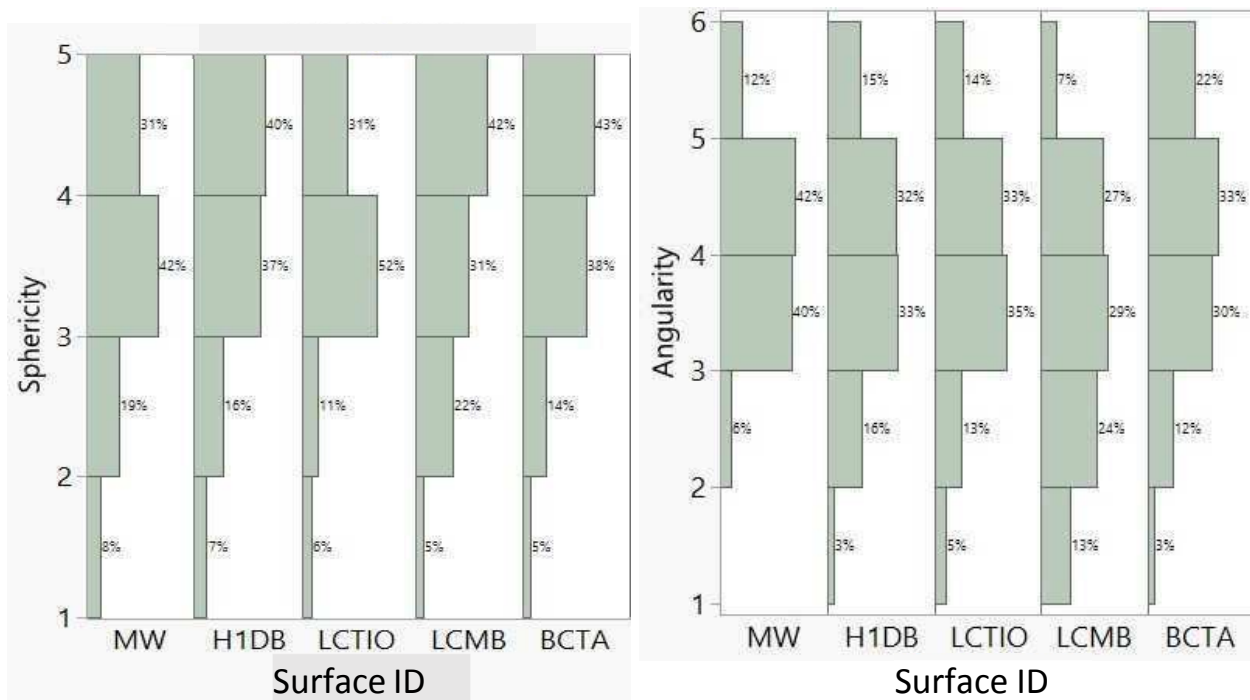 5
31% 40% 31% 42% 43%
4
42% 37% 52% 31% 38%
3
19% 16% 11% 22% 14%
2
8% 7% 6% 5% 5%
1
Sphericity
MW H1DB LCTIO LCMB BCTA
Surface ID
6
12% 15% 14% 7% 22%
5
42% 32% 33% 27% 33%
4
40% 33% 35% 29% 30%
3
6% 16% 13% 24% 12%
2
3% 5% 13% 3%
1
Angularity
MW H1DB LCTIO LCMB BCTA
Surface ID